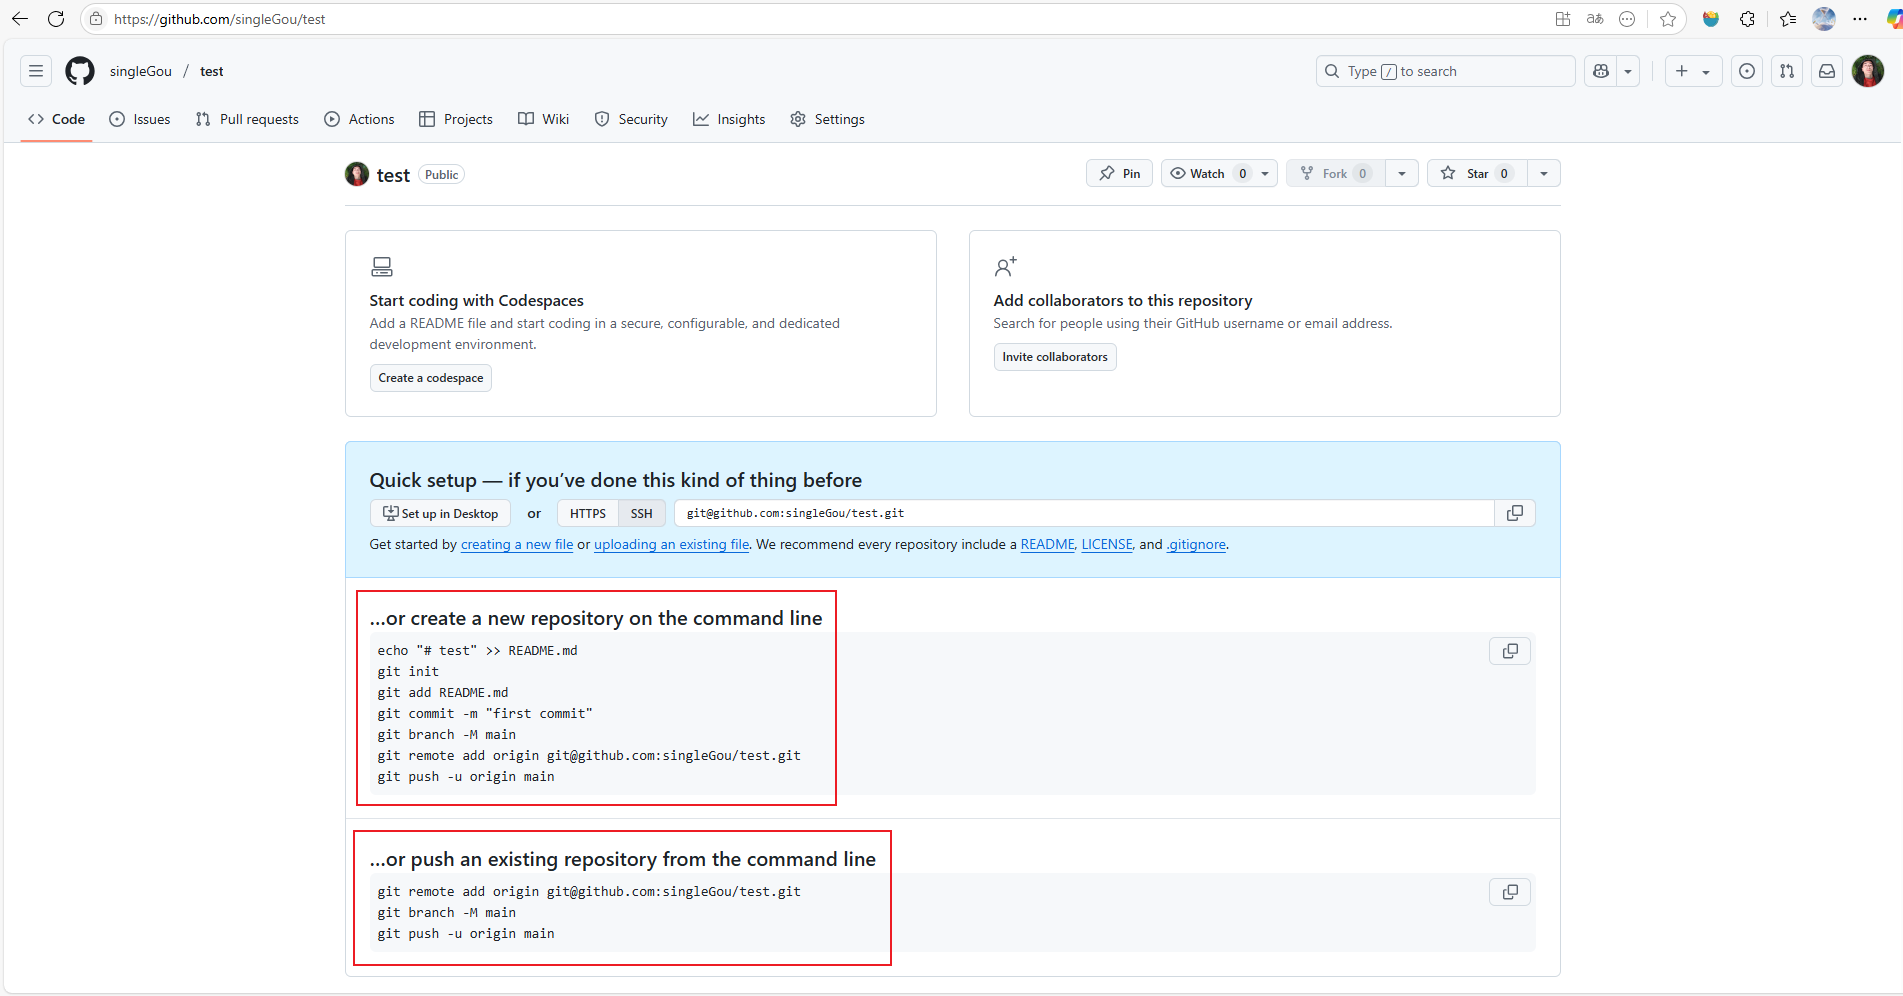 https://github.com/singleGou/test
singleGou / test
Type / to search
Code Issues Pull requests Actions Projects Wiki Security Insights Settings
test Public
Pin Watch 0 Fork 0 Star 0
Start coding with Codespaces
Add a README file and start coding in a secure, configurable, and dedicated
development environment.
Create a codespace
Add collaborators to this repository
Search for people using their GitHub username or email address.
Invite collaborators
Quick setup — if you’ve done this kind of thing before
Set up in Desktop or HTTPS SSH git@github.com:singleGou/test.git
Get started by creating a new file or uploading an existing file. We recommend every repository include a README, LICENSE, and .gitignore.
…or create a new repository on the command line
echo "# test" >> README.md
git init
git add README.md
git commit -m "first commit"
git branch -M main
git remote add origin git@github.com:singleGou/test.git
git push -u origin main
…or push an existing repository from the command line
git remote add origin git@github.com:singleGou/test.git
git branch -M main
git push -u origin main